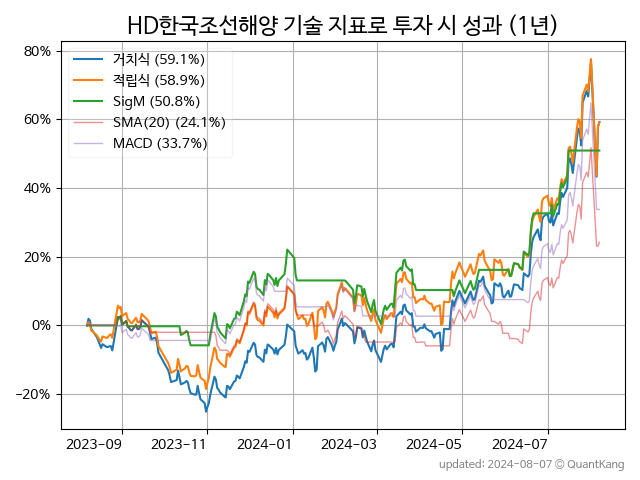 HD한국조선해양 기술 지표로 투자 시 성과 (1년)
80%
60%
40%
20%
0%
−20%
거치식 (59.1%)
적립식 (58.9%)
SigM (50.8%)
SMA(20) (24.1%)
MACD (33.7%)
2023-09
2023-11
2024-01
2024-03
2024-05
2024-07
updated: 2024-08-07 © QuantKang